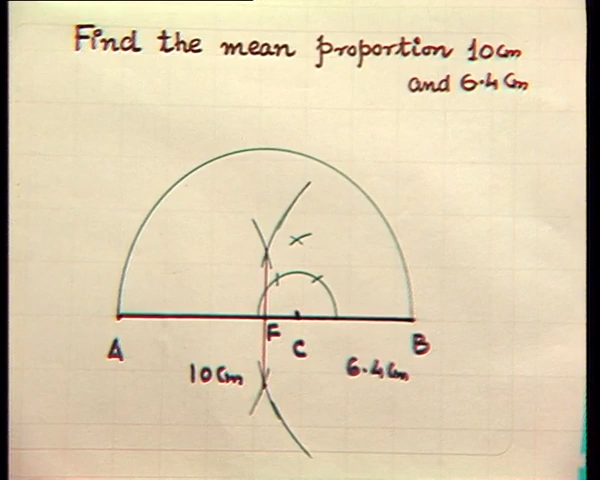 Find the mean proportion 10cm
and 6.4 cm
F
A
C
B
10cm
6.4cm